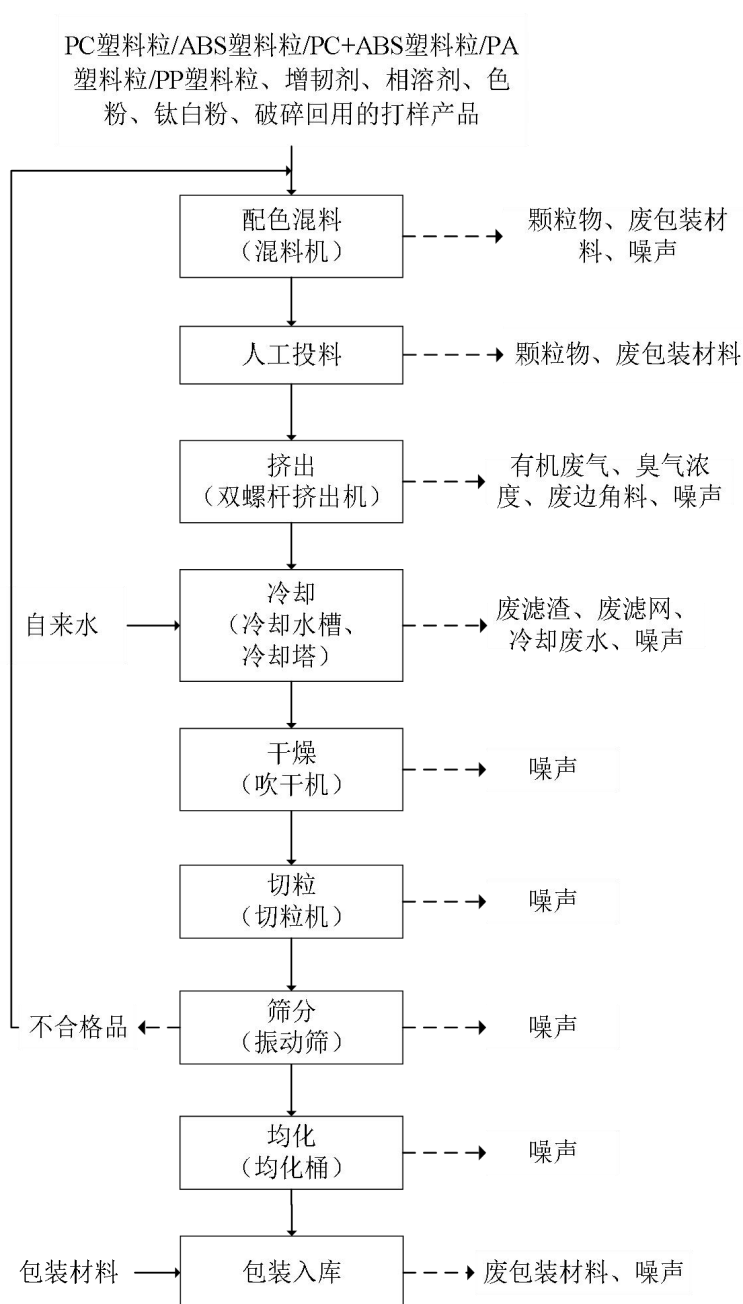 PC塑料粒/ABS塑料粒/PC+ABS塑料粒/PA
塑料粒/PP塑料粒、增韧剂、相溶剂、色
粉、钛白粉、破碎回用的打样产品
配色混料
（混料机）
颗粒物、废包装材
料、噪声
人工投料
颗粒物、废包装材料
挤出
（双螺杆挤出机）
有机废气、臭气浓
度、废边角料、噪声
自来水
冷却
（冷却水槽、
冷却塔）
废滤渣、废滤网、
冷却废水、噪声
干燥
（吹干机）
噪声
切粒
（切粒机）
噪声
不合格品
筛分
（振动筛）
噪声
均化
（均化桶）
噪声
包装材料
包装入库
废包装材料、噪声